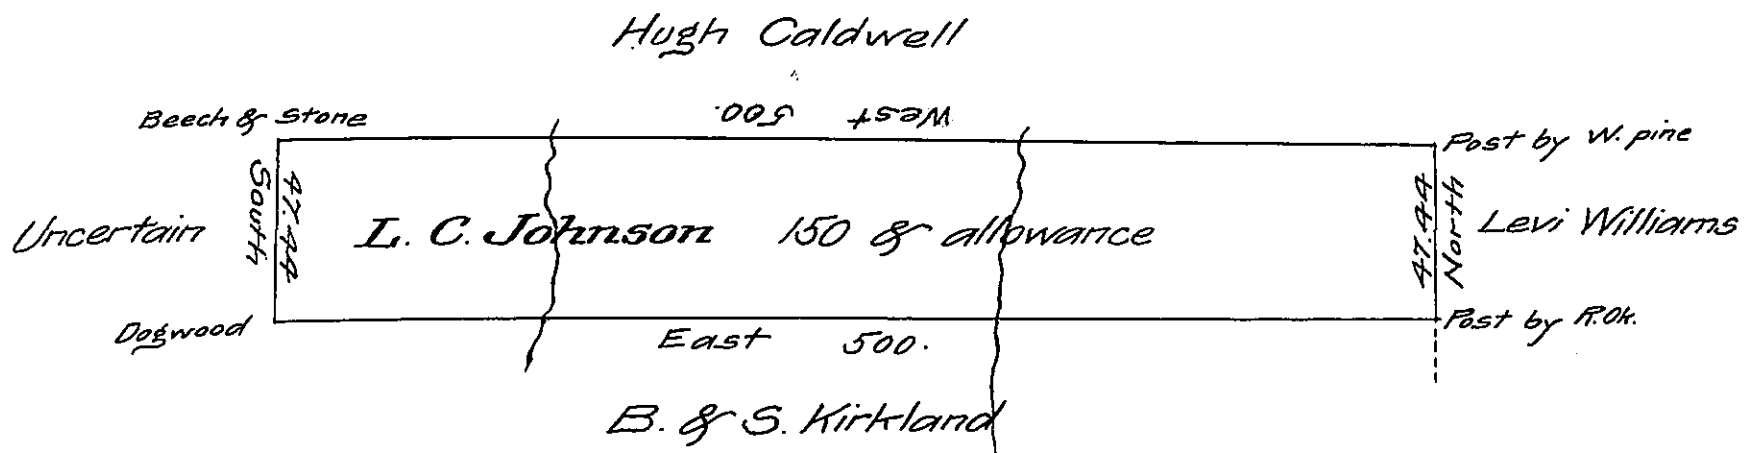 Hugh Caldwell
West 500.
Beech & Stone
Post by W. pine
South 47.44
Uncertain
L. C. Johnson 150 & allowance
47.44 North
Levi Williams
Dogwood
Post by R.Ok.
East 500.
B. & S. Kirkland